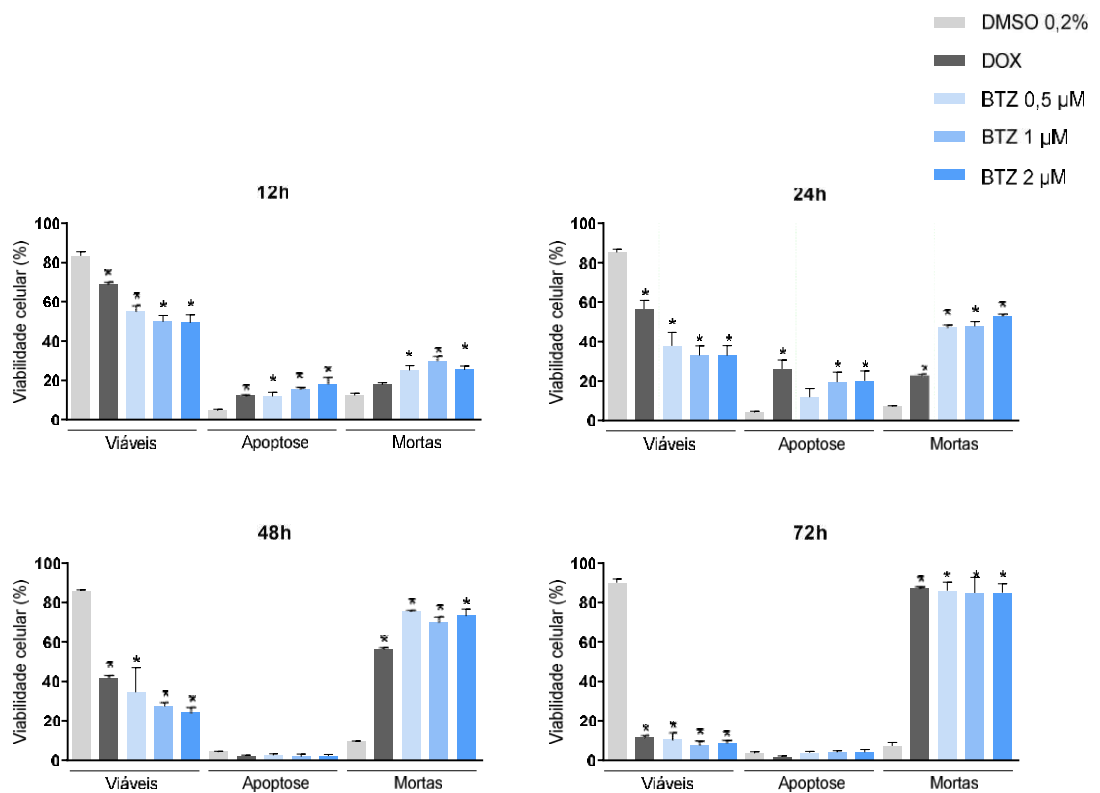 DMSO 0,2%
DOX
BTZ 0,5 µM
BTZ 1 µM
BTZ 2 µM
12h
Viabilidade celular (%)
100
80
60
40
20
0
* * * * * * * * * * *
Viáveis Apoptose Mortas
24h
Viabilidade celular (%)
100
80
60
40
20
0
* * * * * * * * * * *
Viáveis Apoptose Mortas
48h
Viabilidade celular (%)
100
80
60
40
20
0
* * * * * * * *
Viáveis Apoptose Mortas
72h
Viabilidade celular (%)
100
80
60
40
20
0
* * * * * * * *
Viáveis Apoptose Mortas